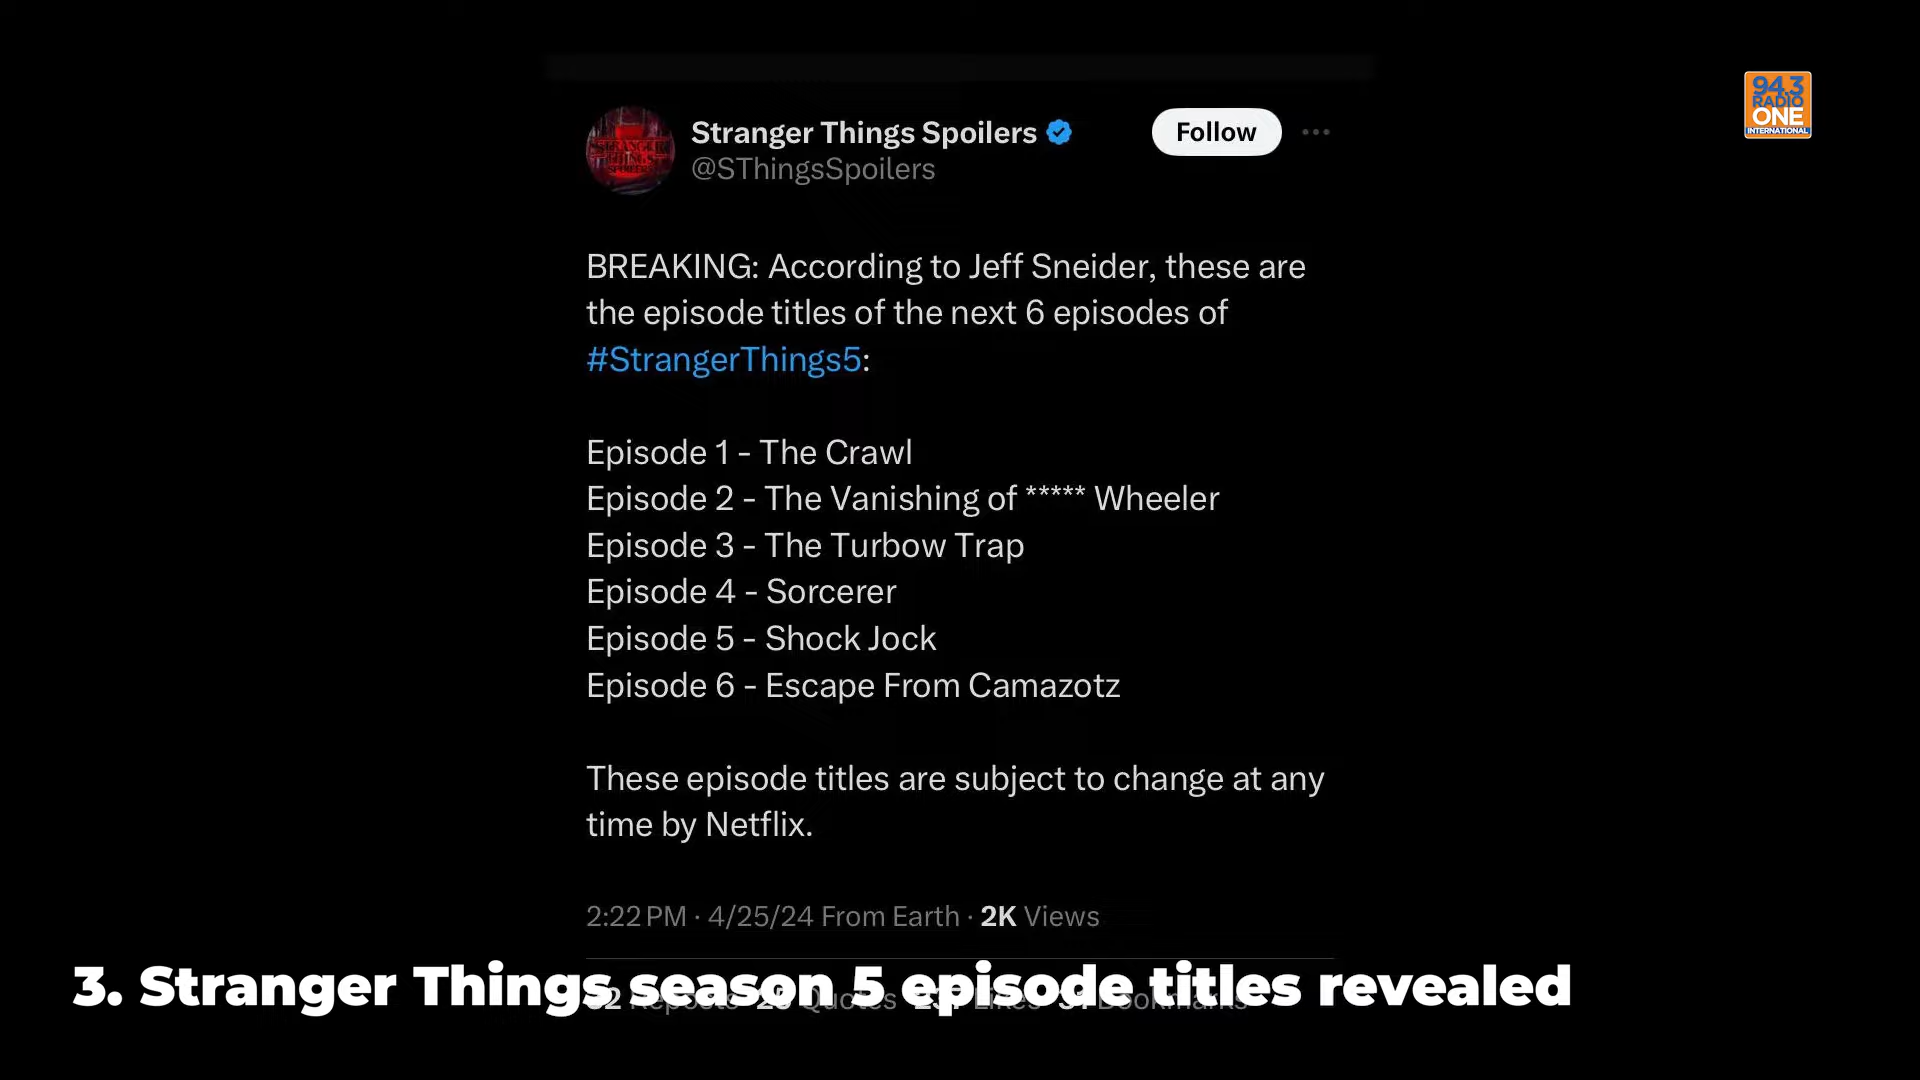 94.3
RADIO
ONE
INTERNATIONAL
Stranger Things Spoilers
Follow
@SThingsSpoilers
BREAKING: According to Jeff Sneider, these are
the episode titles of the next 6 episodes of
#StrangerThings5:
Episode 1 - The Crawl
Episode 2 - The Vanishing of ***** Wheeler
Episode 3 - The Turbow Trap
Episode 4 - Sorcerer
Episode 5 - Shock Jock
Episode 6 - Escape From Camazotz
These episode titles are subject to change at any
time by Netflix.
2:22 PM · 4/25/24 From Earth · 2K Views
3. Stranger Things season 5 episode titles revealed
Reposts Quotes Likes Bookmarks